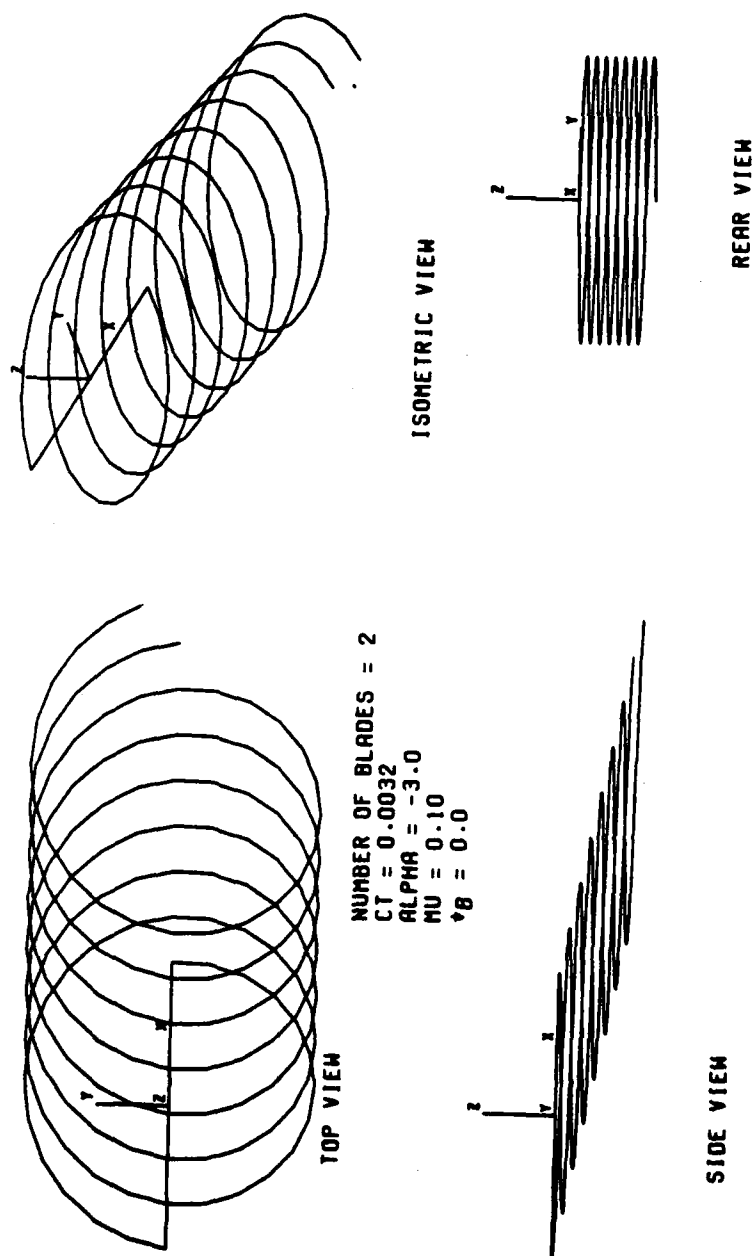 Z
Y
X
ISOMETRIC VIEW
Z
Y
X
REAR VIEW
Y
Z
X
TOP VIEW
NUMBER OF BLADES = 2
CT = 0.0032
ALPHA = -3.0
MU = 0.10
= 0.0
Z
Y
X
SIDE VIEW